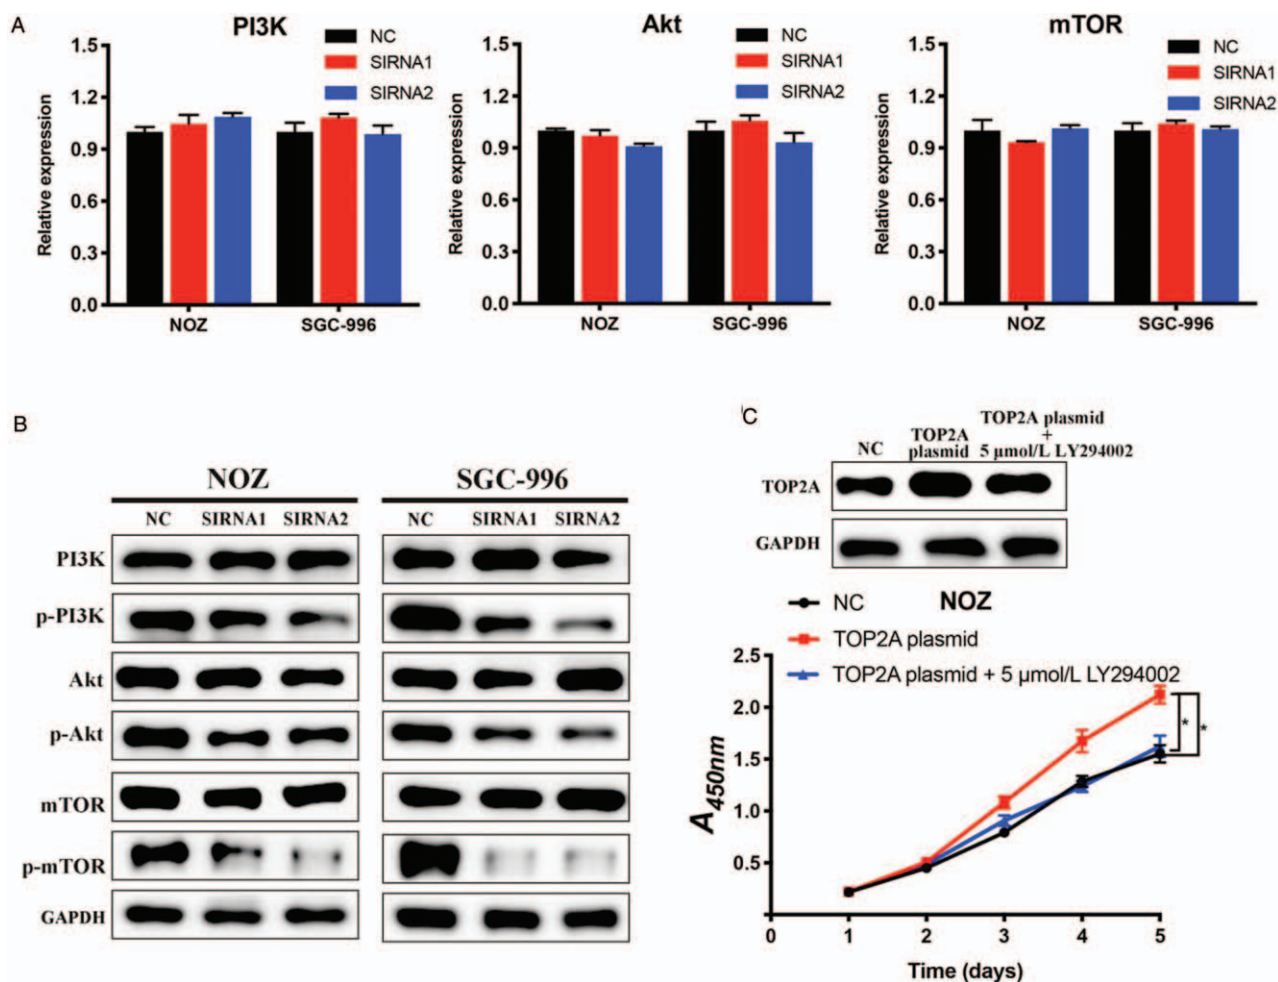 A
PI3K
NC
SIRNA1
SIRNA2
Relative expression
1.5
1.2
0.9
0.6
0.3
0.0
NOZ
SGC-996
Akt
NC
SIRNA1
SIRNA2
Relative expression
1.5
1.2
0.9
0.6
0.3
0.0
NOZ
SGC-996
mTOR
NC
SIRNA1
SIRNA2
Relative expression
1.5
1.2
0.9
0.6
0.3
0.0
NOZ
SGC-996
B
NOZ
SGC-996
NC SIRNA1 SIRNA2
NC SIRNA1 SIRNA2
PI3K
p-PI3K
Akt
p-Akt
mTOR
p-mTOR
GAPDH
C
NC
TOP2A
plasmid
TOP2A plasmid
+
5 μmol/L LY294002
TOP2A
GAPDH
NC
NOZ
TOP2A plasmid
TOP2A plasmid + 5 μmol/L LY294002
A450nm
2.5
2.0
1.5
1.0
0.5
*
*
0 1 2 3 4 5
Time (days)